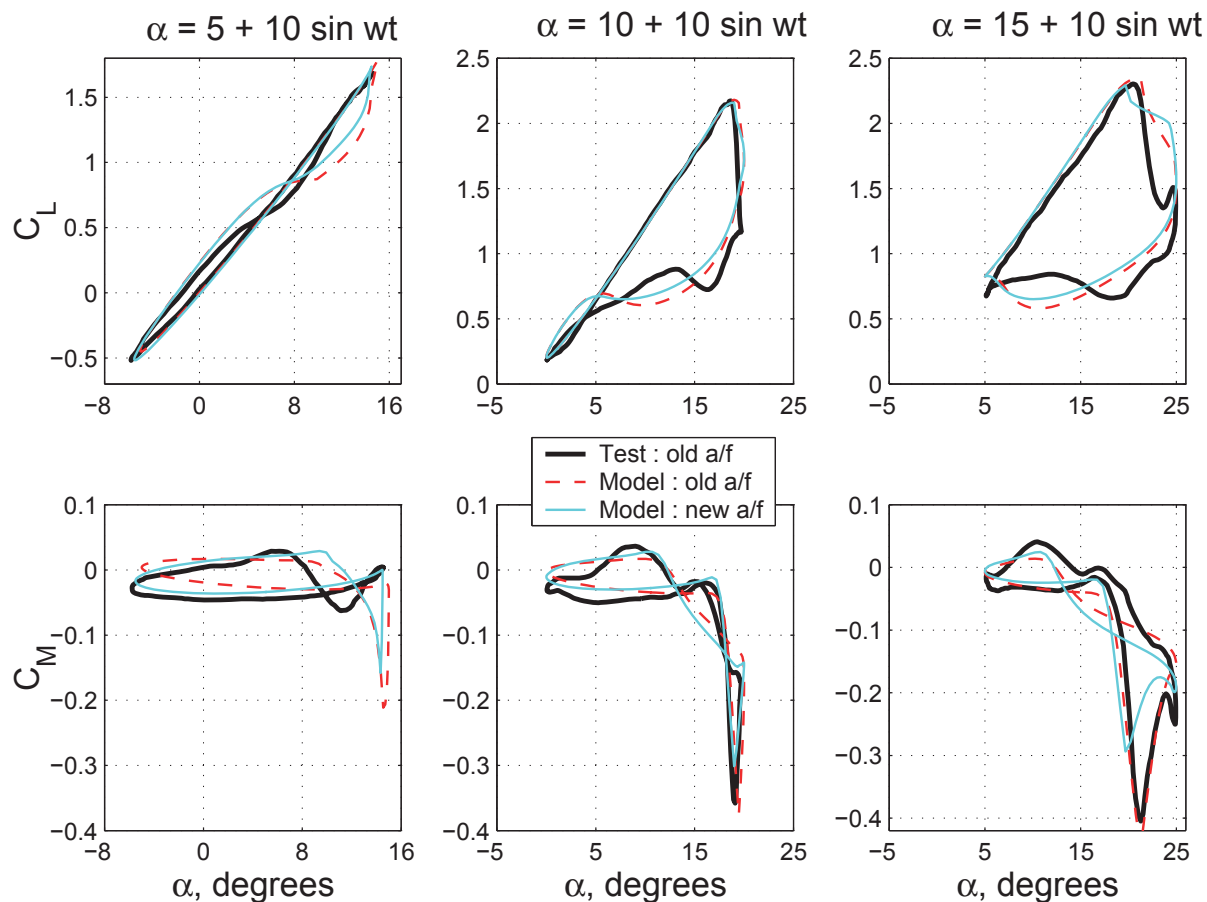 α = 5 + 10 sin wt
α = 10 + 10 sin wt
α = 15 + 10 sin wt
C_L
1.5
1
0.5
0
−0.5
−8 0 8 16
2.5
2
1.5
1
0.5
0
−5 5 15 25
2.5
2
1.5
1
0.5
0
−5 5 15 25
Test : old a/f
Model : old a/f
Model : new a/f
C_M
0.1
0
−0.1
−0.2
−0.3
−0.4
−8 0 8 16
α, degrees
0.1
0
−0.1
−0.2
−0.3
−0.4
−5 5 15 25
α, degrees
0.1
0
−0.1
−0.2
−0.3
−0.4
−5 5 15 25
α, degrees